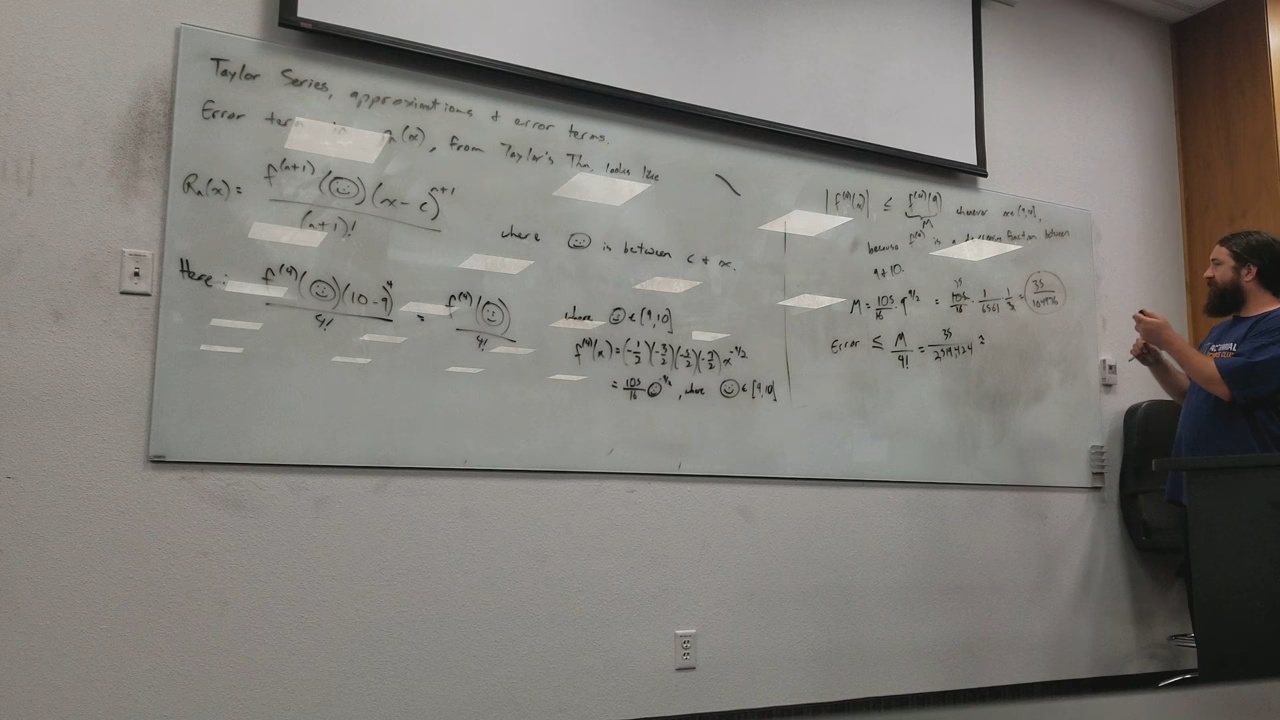 Taylor Series, approximations & error terms.
Error term in Rn(x), from Taylor's Thm, looks like
Rn(x) = f^(n+1)(☺)(x-c)^n+1 / (n+1)!
where ☺ is between c & x.
Here: f^(4)(☺)(10-9)^4 / 4! = f^(4)(☺) / 4! where ☺ ∈ [9,10]
f^(4)(x) = (-1/2)(-3/2)(-5/2)(-7/2) x^-9/2
= 105/16 ☺^-9/2, where ☺ ∈ [9,10]
|f^(4)(x)| ≤ f^(4)(9) whenever x∈[9,10],
M
because f^(4) is a decreasing function between
9 & 10.
M = 105/16 · 9^9/2 = 105/16 · 1/6561 · 1/3 = 35
35
Error ≤ M/4! = 35/2519424